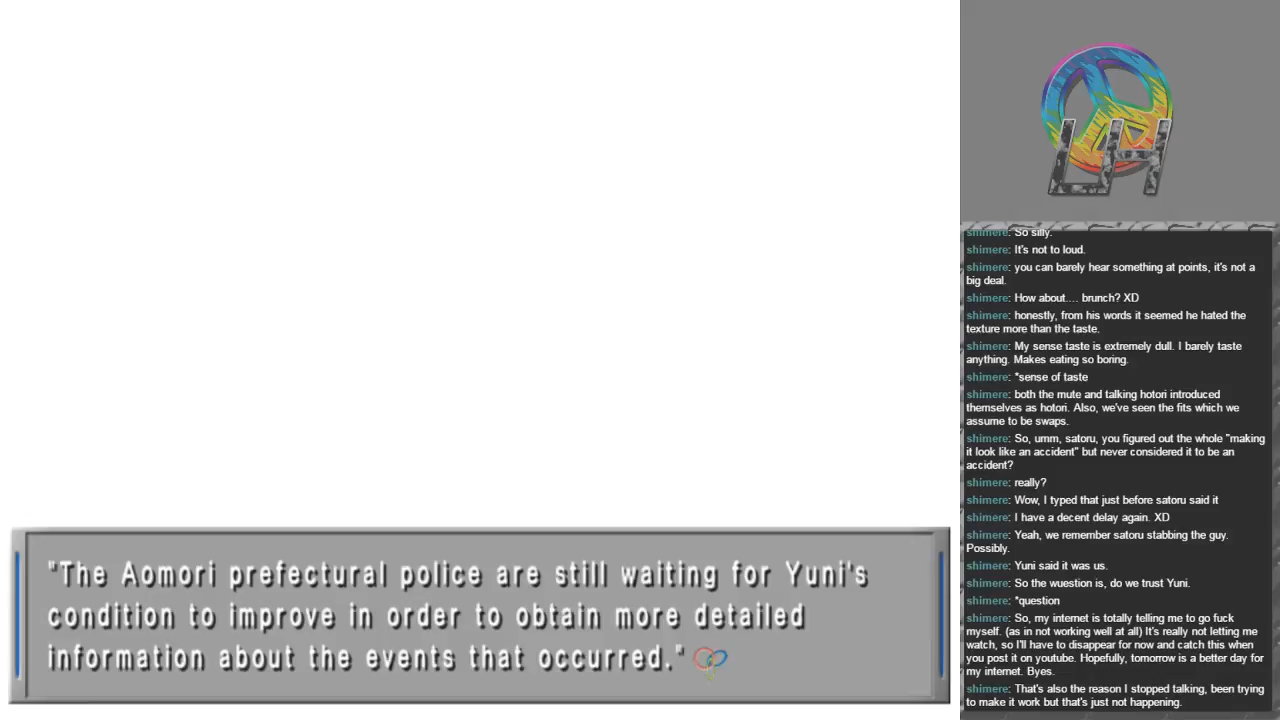 "The Aomori prefectural police are still waiting for Yuni's
condition to improve in order to obtain more detailed
information about the events that occurred."
LH
shimere: So silly.
shimere: It's not to loud.
shimere: you can barely hear something at points, it's not a
big deal.
shimere: How about.... brunch? XD
shimere: honestly, from his words it seemed he hated the
texture more than the taste.
shimere: My sense taste is extremely dull. I barely taste
anything. Makes eating so boring.
shimere: *sense of taste
shimere: both the mute and talking hotori introduced
themselves as hotori. Also, we've seen the fits which we
assume to be swaps.
shimere: So, umm, satoru, you figured out the whole "making
it look like an accident" but never considered it to be an
accident?
shimere: really?
shimere: Wow, I typed that just before satoru said it
shimere: I have a decent delay again. XD
shimere: Yeah, we remember satoru stabbing the guy.
Possibly.
shimere: Yuni said it was us.
shimere: So the wuestion is, do we trust Yuni.
shimere: *question
shimere: So, my internet is totally telling me to go fuck
myself. (as in not working well at all) It's really not letting me
watch, so I'll have to disappear for now and catch this when
you post it on youtube. Hopefully, tomorrow is a better day for
my internet. Byes.
shimere: That's also the reason I stopped talking, been trying
to make it work but that's just not happening.